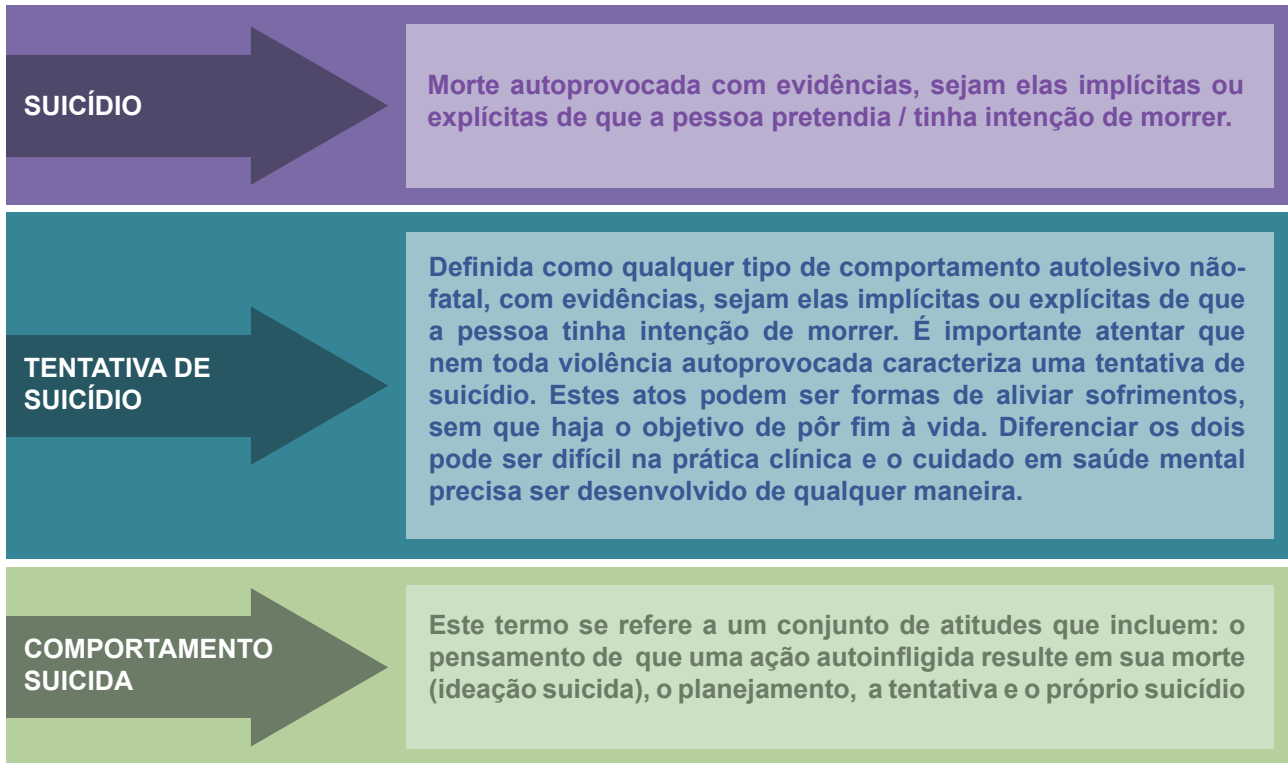 SUICÍDIO
Morte autoprovocada com evidências, sejam elas implícitas ou
explícitas de que a pessoa pretendia / tinha intenção de morrer.
TENTATIVA DE
SUICÍDIO
Definida como qualquer tipo de comportamento autolesivo não-
fatal, com evidências, sejam elas implícitas ou explícitas de que
a pessoa tinha intenção de morrer. É importante atentar que
nem toda violência autoprovocada caracteriza uma tentativa de
suicídio. Estes atos podem ser formas de aliviar sofrimentos,
sem que haja o objetivo de pôr fim à vida. Diferenciar os dois
pode ser difícil na prática clínica e o cuidado em saúde mental
precisa ser desenvolvido de qualquer maneira.
COMPORTAMENTO
SUICIDA
Este termo se refere a um conjunto de atitudes que incluem: o
pensamento de que uma ação autoinfligida resulte em sua morte
(ideação suicida), o planejamento, a tentativa e o próprio suicídio